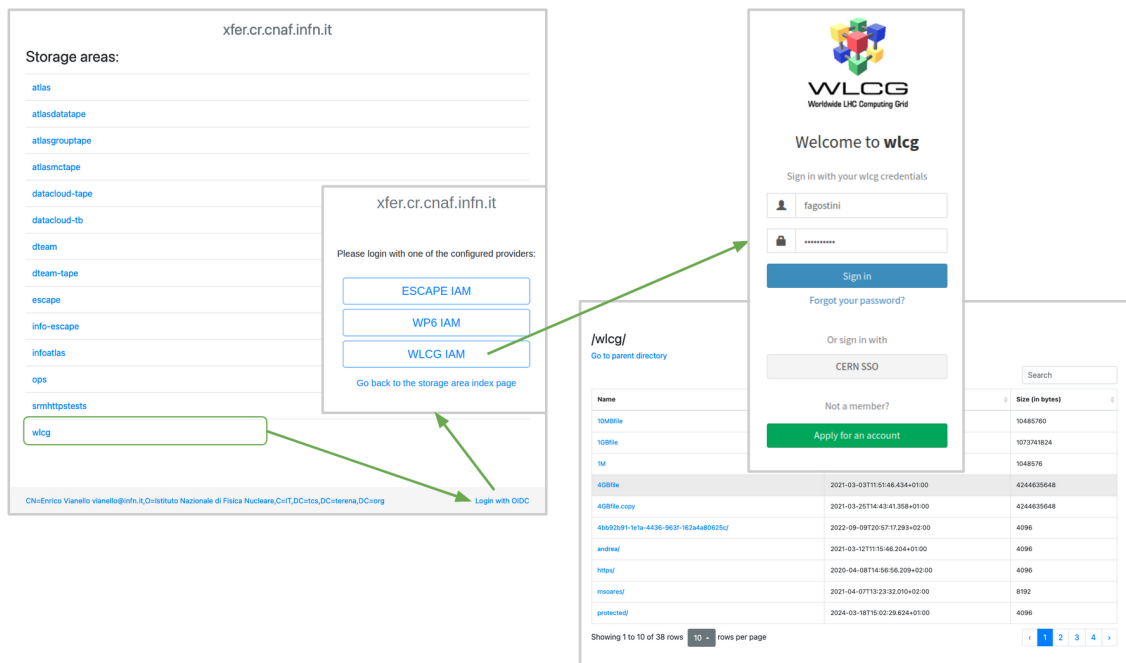 xfer.cr.cnaf.infn.it
Storage areas:
atlas
atlasdatatape
atlasgrouptape
atlasmctape
datacloud-tape
datacloud-tb
dteam
dteam-tape
escape
info-escape
infoatlas
ops
srmhttpstests
wlcg
CN=Enrico Vianello vianello@infn.it,O=Istituto Nazionale di Fisica Nucleare,C=IT,DC=tcs,DC=terena,DC=org
Login with OIDC
xfer.cr.cnaf.infn.it
Please login with one of the configured providers:
ESCAPE IAM
WP6 IAM
WLCG IAM
Go back to the storage area index page
WLCG
Worldwide LHC Computing Grid
Welcome to wlcg
Sign in with your wlcg credentials
fagostini
••••••••••
Sign in
Forgot your password?
Or sign in with
CERN SSO
Not a member?
Apply for an account
/wlcg/
Go to parent directory
Search
Name Size (in bytes)
10MBfile 10485760
1GBfile 1073741824
1M 1048576
4GBfile 2021-03-03T11:51:46.434+01:00 4244635648
4GBfile.copy 2021-03-25T14:43:41.358+01:00 4244635648
4bb92b91-1e1a-4436-963f-162a4a80625c/ 2022-09-09T20:57:17.293+02:00 4096
andrea/ 2021-03-12T11:15:46.204+01:00 4096
https/ 2020-04-08T14:56:56.209+02:00 4096
msoares/ 2021-04-07T13:23:32.010+02:00 8192
protected/ 2024-03-18T15:02:29.624+01:00 4096
Showing 1 to 10 of 38 rows 10 rows per page ‹ 1 2 3 4 ›